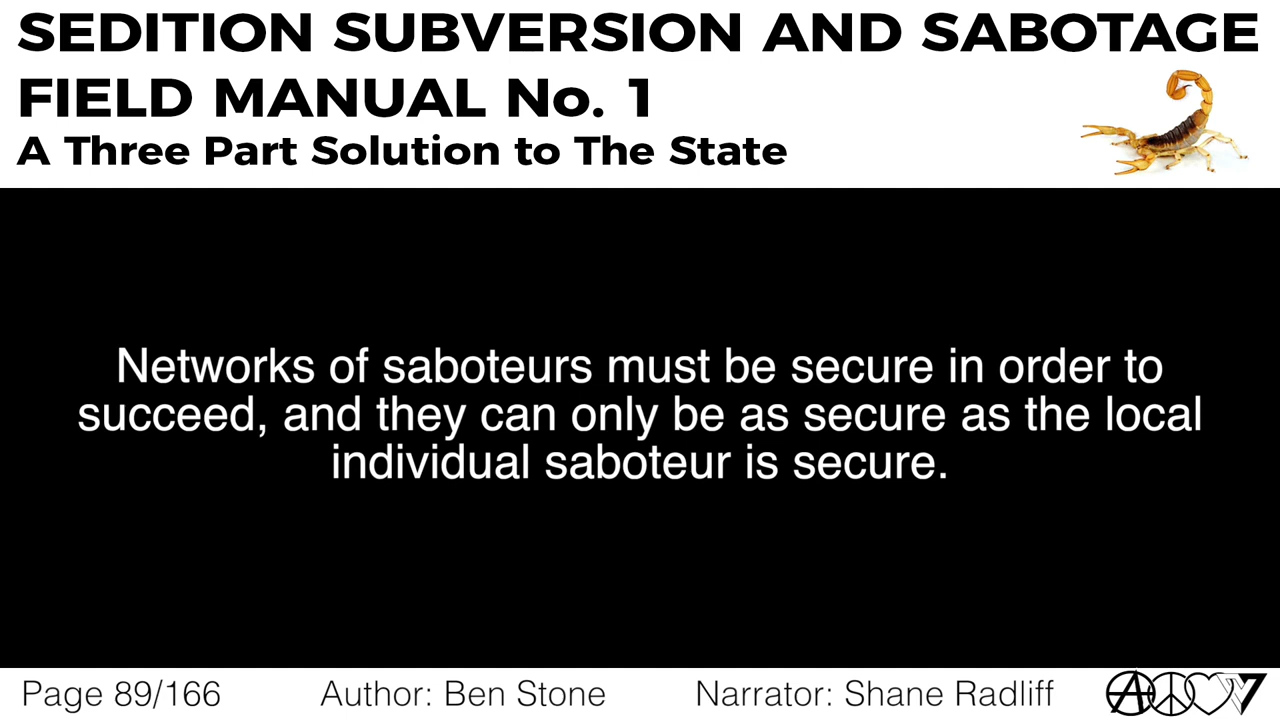 SEDITION SUBVERSION AND SABOTAGE
FIELD MANUAL No. 1
A Three Part Solution to The State
Networks of saboteurs must be secure in order to
succeed, and they can only be as secure as the local
individual saboteur is secure.
Page 89/166 Author: Ben Stone Narrator: Shane Radliff